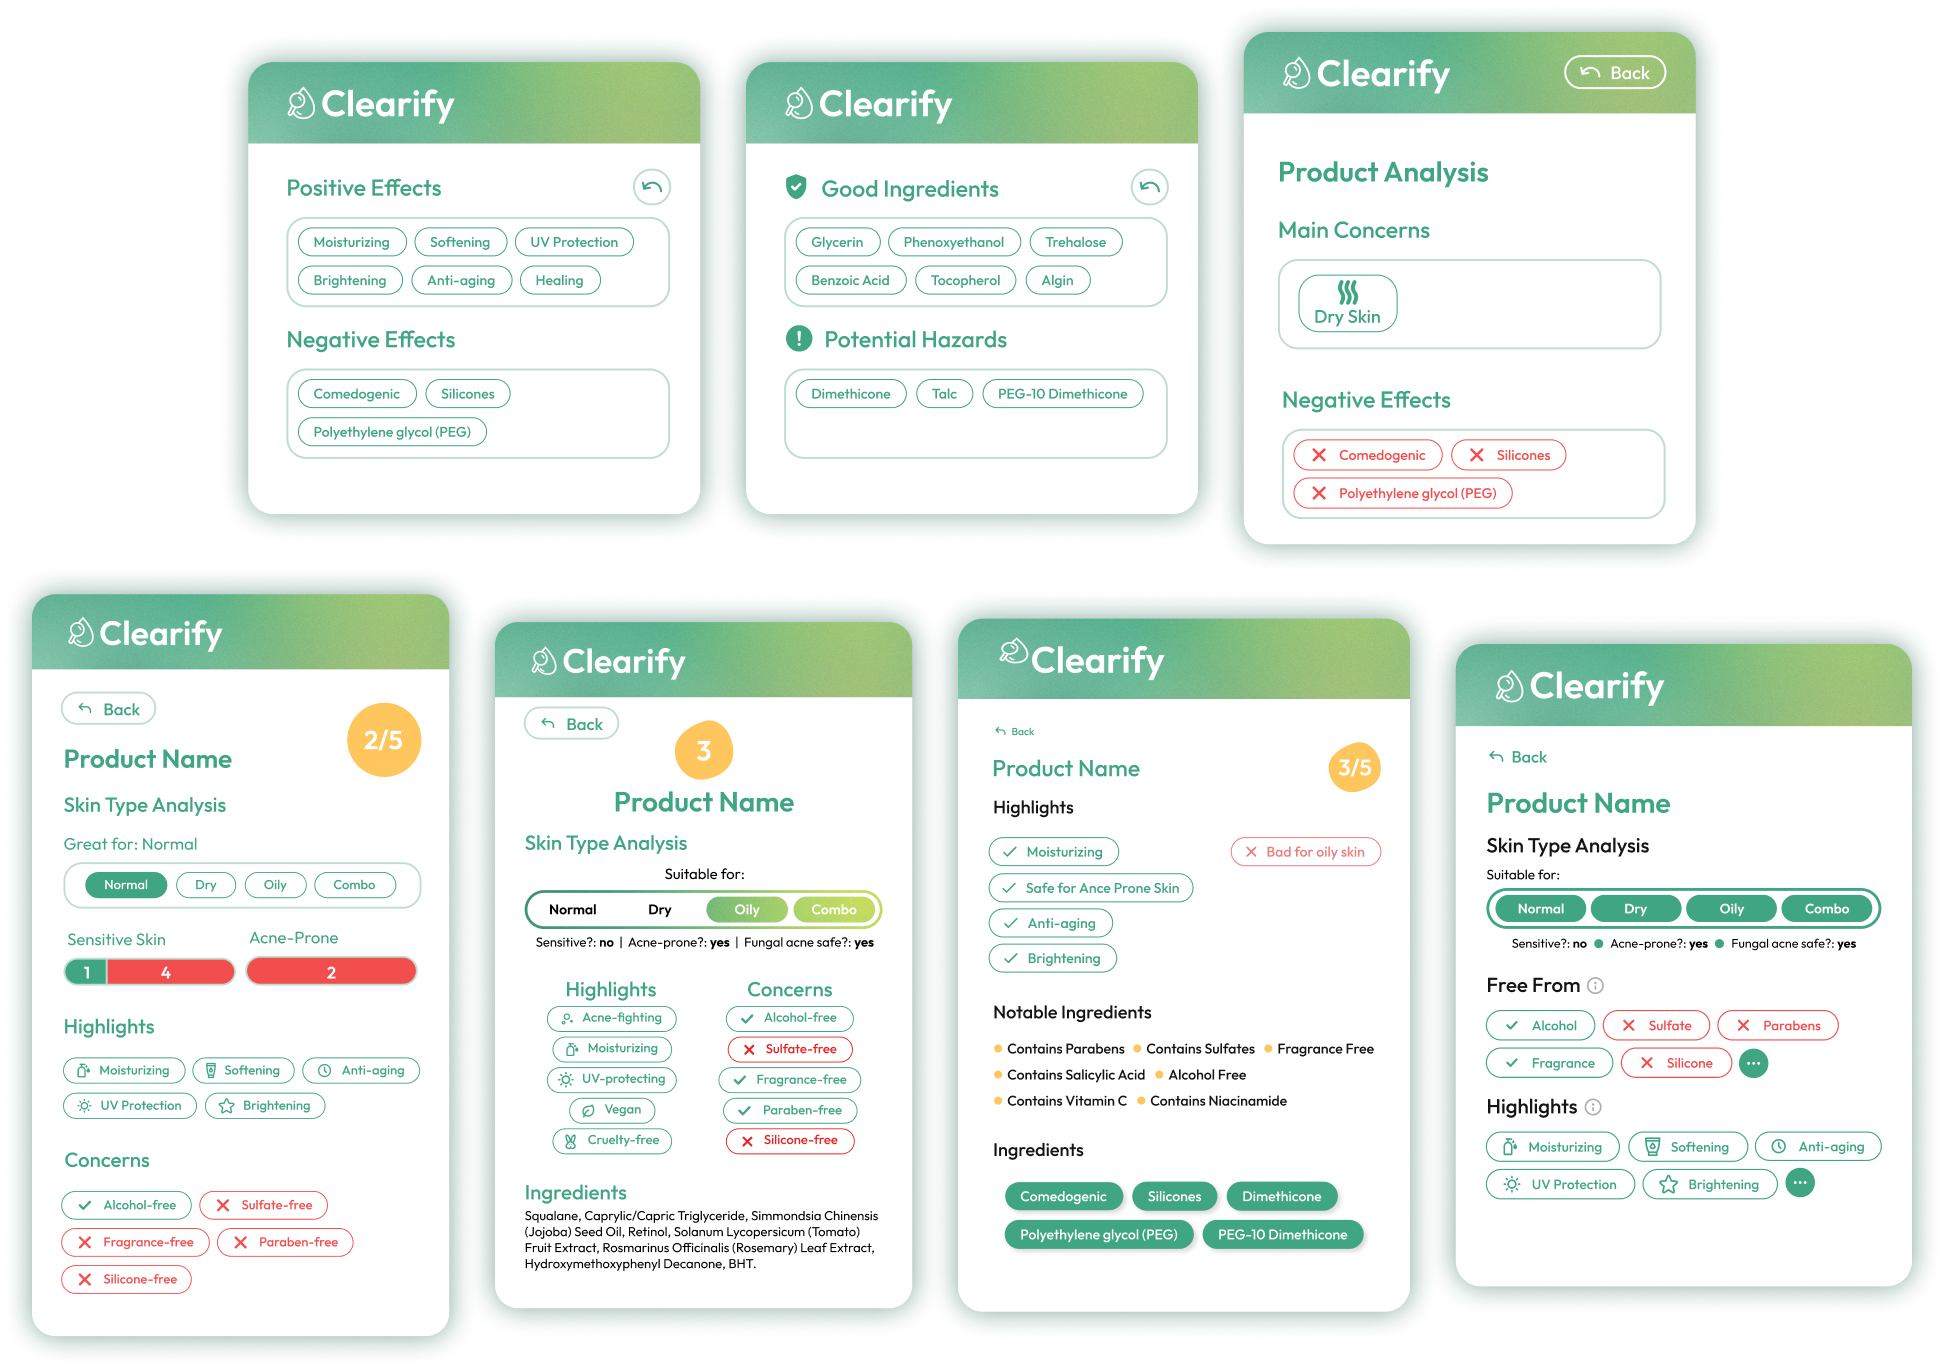 Clearify
Positive Effects
Moisturizing Softening UV Protection
Brightening Anti-aging Healing
Negative Effects
Comedogenic Silicones
Polyethylene glycol (PEG)
Clearify
Good Ingredients
Glycerin Phenoxyethanol Trehalose
Benzoic Acid Tocopherol Algin
! Potential Hazards
Dimethicone Talc PEG-10 Dimethicone
Clearify Back
Product Analysis
Main Concerns
Dry Skin
Negative Effects
Comedogenic Silicones
Polyethylene glycol (PEG)
Clearify
Back
2/5
Product Name
Skin Type Analysis
Great for: Normal
Normal Dry Oily Combo
Sensitive Skin Acne-Prone
1 4 2
Highlights
Moisturizing Softening Anti-aging
UV Protection Brightening
Concerns
Alcohol-free Sulfate-free
Fragrance-free Paraben-free
Silicone-free
Clearify
Back
3
Product Name
Skin Type Analysis
Suitable for:
Normal Dry Oily Combo
Sensitive?: no | Acne-prone?: yes | Fungal acne safe?: yes
Highlights Concerns
Acne-fighting Alcohol-free
Moisturizing Sulfate-free
UV-protecting Fragrance-free
Vegan Paraben-free
Cruelty-free Silicone-free
Ingredients
Squalane, Caprylic/Capric Triglyceride, Simmondsia Chinensis
(Jojoba) Seed Oil, Retinol, Solanum Lycopersicum (Tomato)
Fruit Extract, Rosmarinus Officinalis (Rosemary) Leaf Extract,
Hydroxymethoxyphenyl Decanone, BHT.
Clearify
Back
Product Name 3/5
Highlights
Moisturizing Bad for oily skin
Safe for Ance Prone Skin
Anti-aging
Brightening
Notable Ingredients
Contains Parabens Contains Sulfates Fragrance Free
Contains Salicylic Acid Alcohol Free
Contains Vitamin C Contains Niacinamide
Ingredients
Comedogenic Silicones Dimethicone
Polyethylene glycol (PEG) PEG-10 Dimethicone
Clearify
Back
Product Name
Skin Type Analysis
Suitable for:
Normal Dry Oily Combo
Sensitive?: no Acne-prone?: yes Fungal acne safe?: yes
Free From
Alcohol Sulfate Parabens
Fragrance Silicone ...
Highlights
Moisturizing Softening Anti-aging
UV Protection Brightening ...